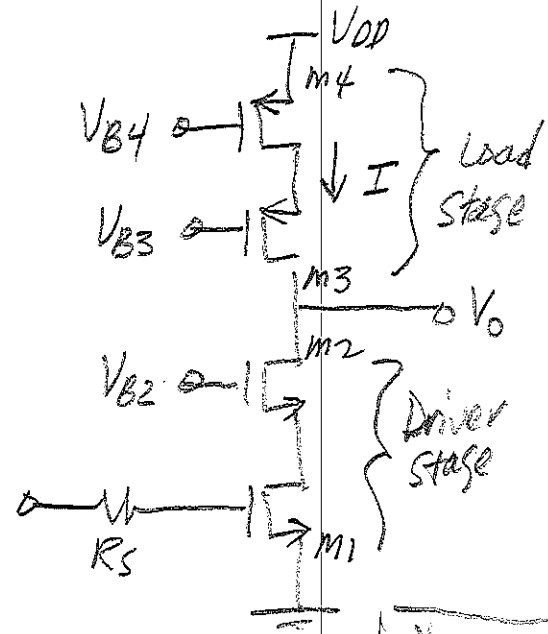 VDD
M4
VB4
I
Load
Stage
VB3
M3
Vo
M2
VB2
Driver
Stage
RS
M1